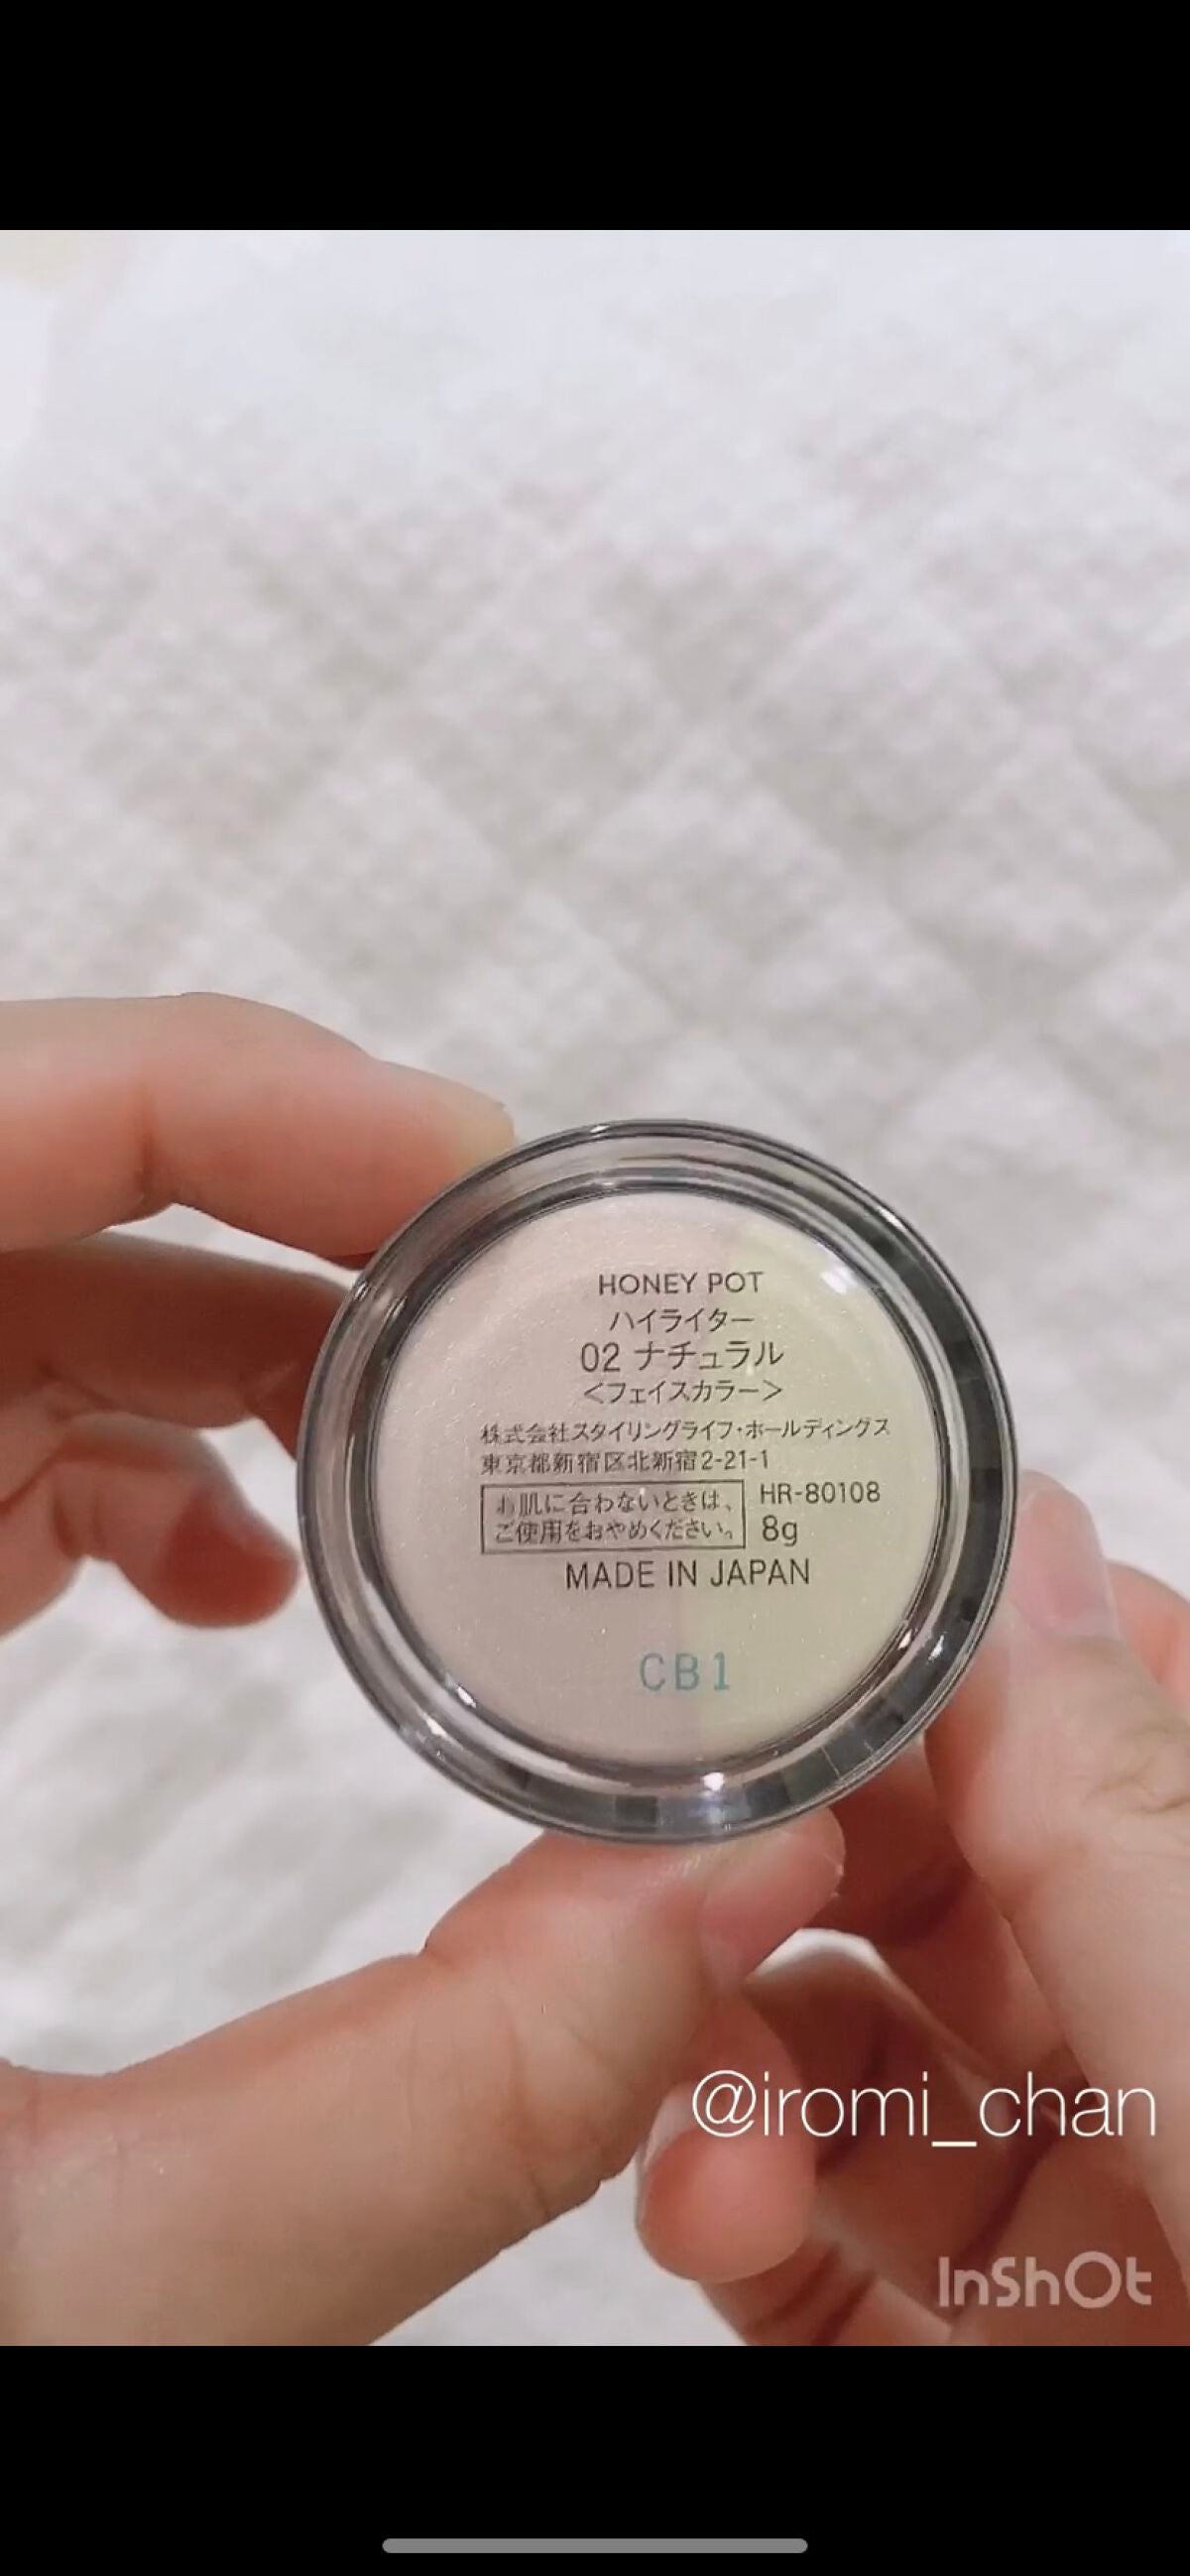 HONEY POT
ハイライター
02 ナチュラル
<フェイスカラー>
株式会社スタイリングライフ・ホールディングス
東京都新宿区北新宿2-21-1
お肌に合わないときは、
ご使用をおやめください。
HR-80108
8g
MADE IN JAPAN
CB1
@iromi_chan
InShOt